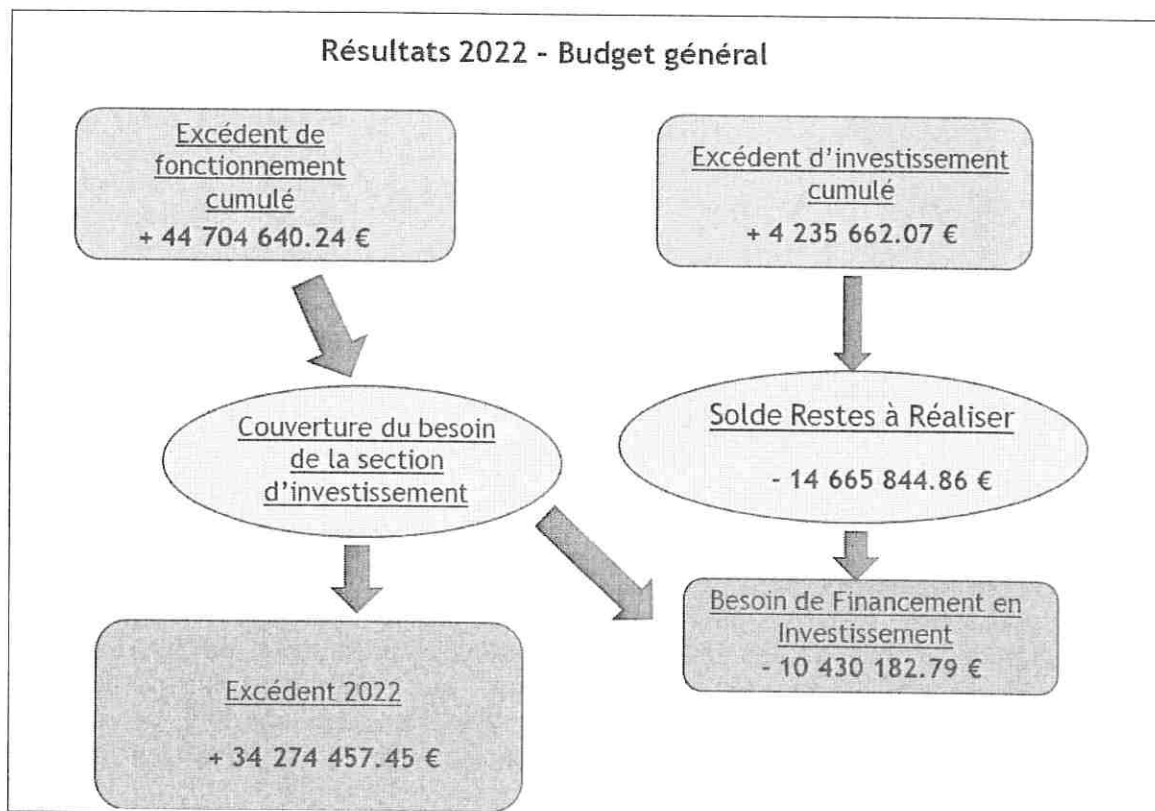 Résultats 2022 - Budget général
Excédent de
fonctionnement
cumulé
+ 44 704 640.24 €
Excédent d'investissement
cumulé
+ 4 235 662.07 €
Couverture du besoin
de la section
d'investissement
Solde Restes à Réaliser
- 14 665 844.86 €
Excédent 2022
+ 34 274 457.45 €
Besoin de Financement en
Investissement
- 10 430 182.79 €